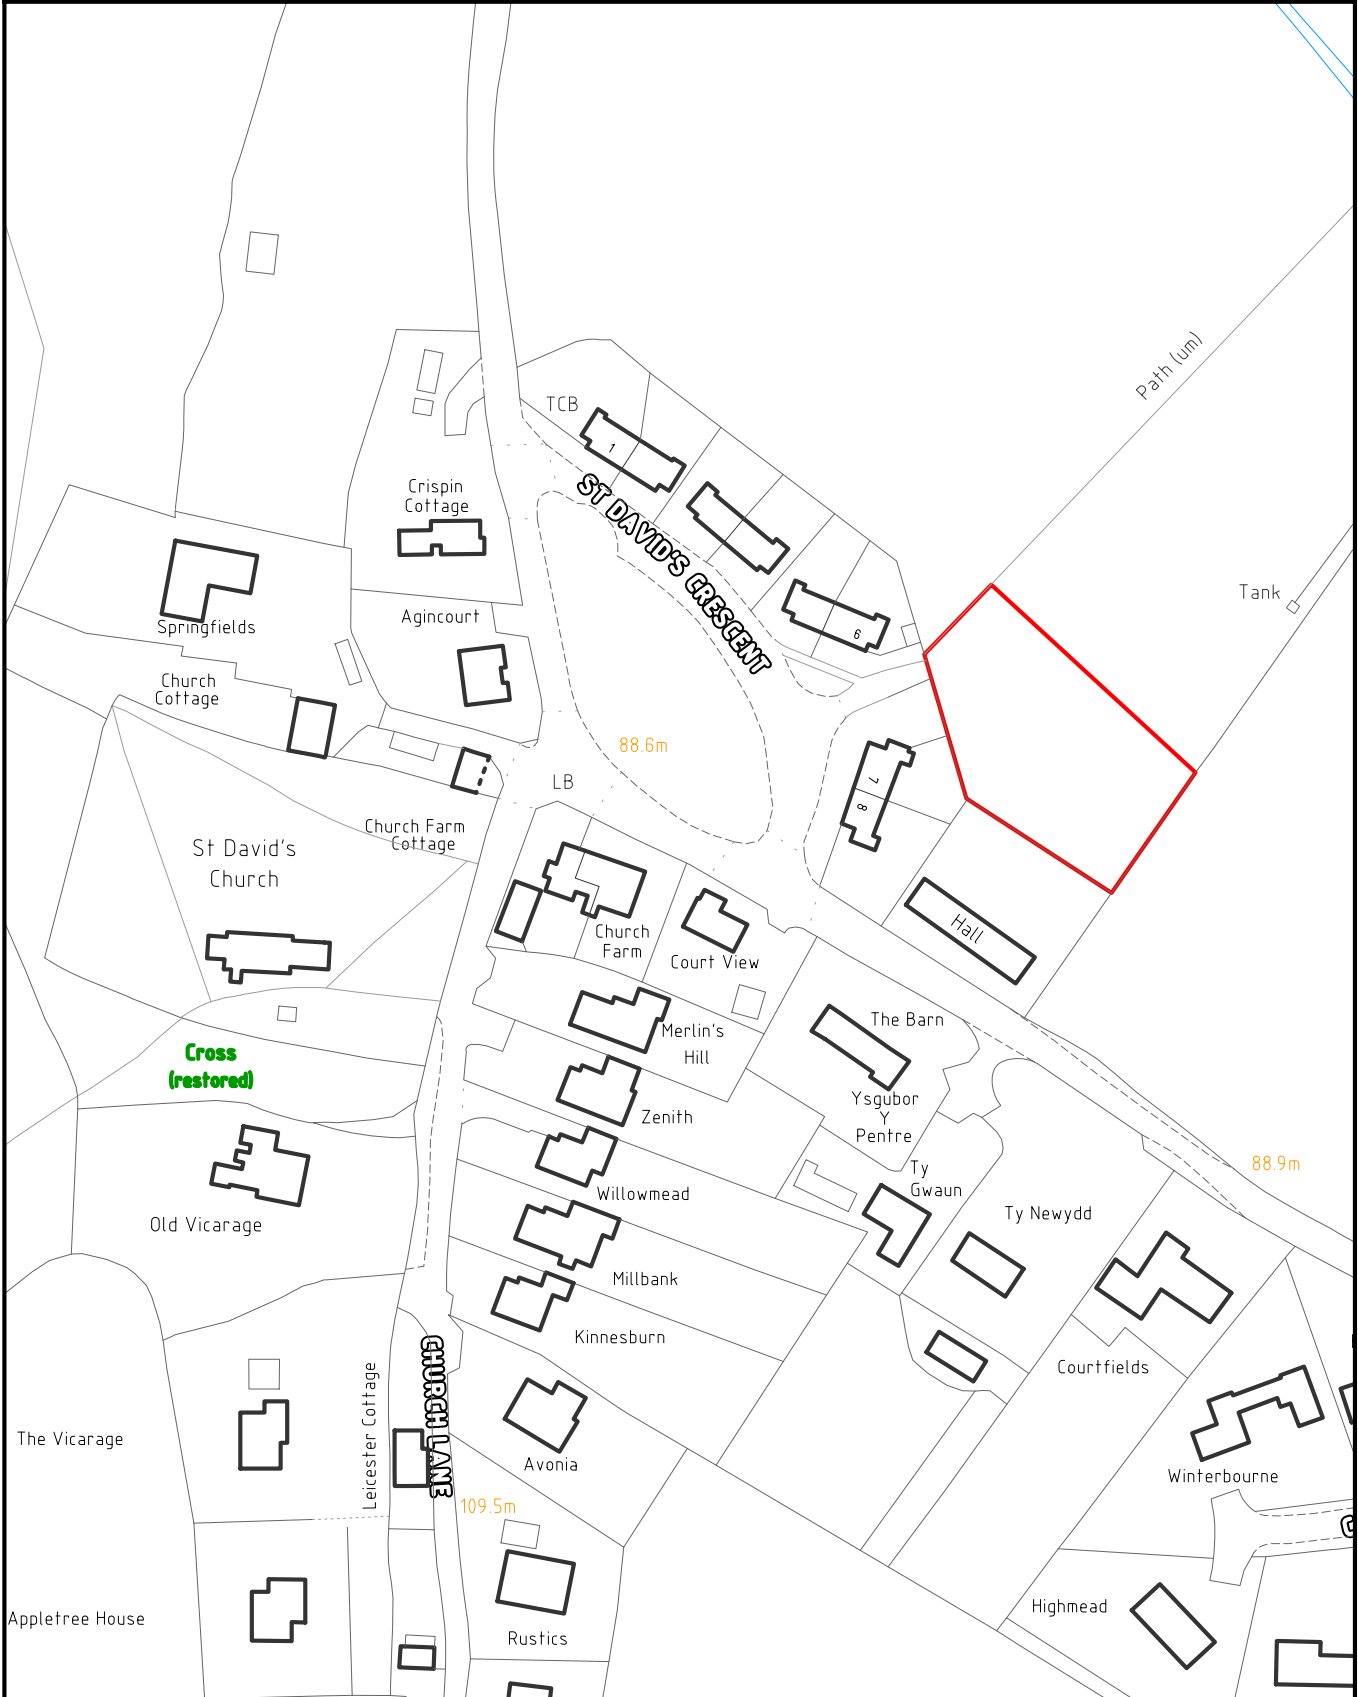 Path (um)
TCB
1
Crispin
Cottage
ST DAVID'S CRESCENT
Tank
Agincourt
Springfields
6
Church
Cottage
88.6m
LB
7
8
Church Farm
Cottage
St David's
Church
Hall
Church
Farm
Court View
The Barn
Merlin's
Hill
Cross
(restored)
Ysgubor
Y
Pentre
Zenith
88.9m
Ty
Gwaun
Willowmead
Ty Newydd
Old Vicarage
Millbank
Kinnesburn
Courtfields
CHURCH LANE
Leicester Cottage
The Vicarage
Avonia
Winterbourne
109.5m
Highmead
Appletree House
Rustics